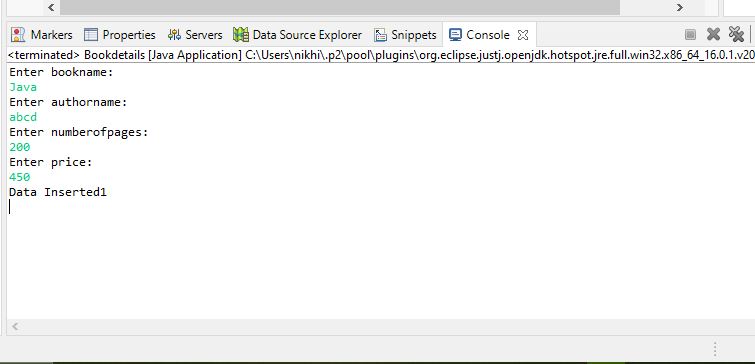 Markers Properties Servers Data Source Explorer Snippets Console
<terminated> Bookdetails [Java Application] C:\Users\nikhi\.p2\pool\plugins\org.eclipse.justj.openjdk.hotspot.jre.full.win32.x86_64_16.0.1.v20
Enter bookname:
Java
Enter authorname:
abcd
Enter numberofpages:
200
Enter price:
450
Data Inserted1